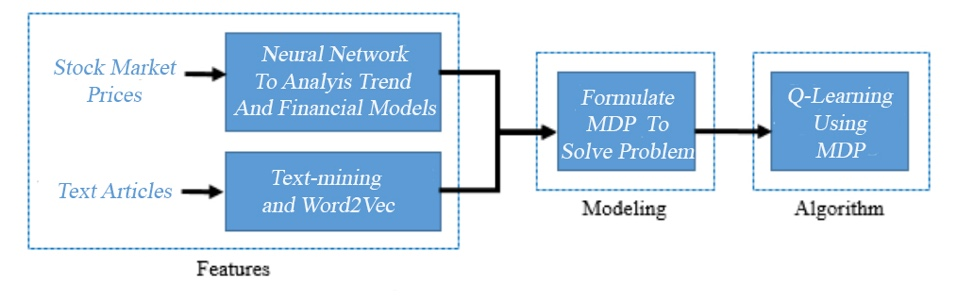 Stock Market
Prices
Neural Network
To Analyis Trend
And Financial Models
Text Articles
Text-mining
and Word2Vec
Features
Formulate
MDP To
Solve Problem
Modeling
Q-Learning
Using
MDP
Algorithm